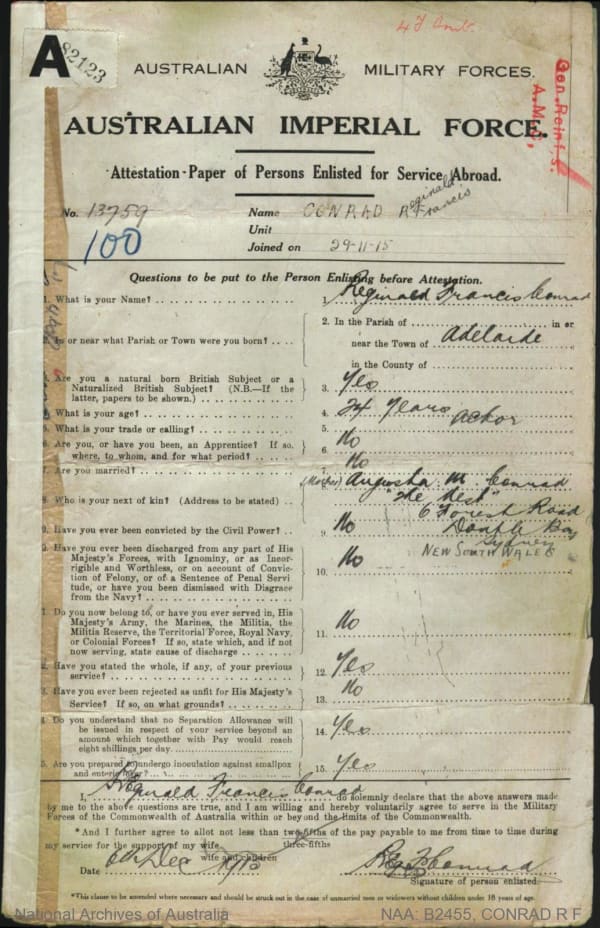 4 F Amb.
A
82123
AUSTRALIAN MILITARY FORCES.
Gen. Reinfs.
A.M.C.
AUSTRALIAN IMPERIAL FORCE.
Attestation Paper of Persons Enlisted for Service Abroad.
No. 13759 Name CONRAD Reginald Francis
100 Unit
Joined on 29-11-15
Questions to be put to the Person Enlisting before Attestation.
1. What is your Name? 1. Reginald Francis Conrad
In or near what Parish or Town were you born? 2. In the Parish of in or
near the Town of Adelaide
in the County of
Are you a natural born British Subject or a
Naturalized British Subject? (N.B.—If the
latter, papers to be shown.) 3. Yes
What is your age? 4. 24 Years
5. What is your trade or calling? 5. Actor
6. Are you, or have you been, an Apprentice? If so.
where, to whom, and for what period? 6. No
7. Are you married? 7. No
8. Who is your next of kin? (Address to be stated) 8. (Mother) Augusta M. Conrad
"The Nest"
6 Forest Road
Double Bay
Sydney
NEW SOUTH WALES
9. Have you ever been convicted by the Civil Power? 9. No
Have you ever been discharged from any part of His
Majesty's Forces, with Ignominy, or as Incor-
rigible and Worthless, or on account of Convic-
tion of Felony, or of a Sentence of Penal Servi
tude, or have you been dismissed with Disgrace
from the Navy? 10. No
1. Do you now belong to, or have you ever served in, His
Majesty's Army, the Marines, the Militia, the
Militia Reserve, the Territorial Force, Royal Navy,
or Colonial Forces? If so, state which, and if not
now serving, state cause of discharge 11. No
2. Have you stated the whole, if any, of your previous
service? 12. Yes
3. Have you ever been rejected as unfit for His Majesty's
Service? If so, on what grounds? 13. No
4. Do you understand that no Separation Allowance will
be issued in respect of your service beyond an
amount which together with Pay would reach
eight shillings per day. 14. Yes
5. Are you prepared to undergo inoculation against smallpox
and enteric fever? 15. Yes
I, Reginald Francis Conrad do solemnly declare that the above answers made
by me to the above questions are true, and I am willing and hereby voluntarily agree to serve in the Military
Forces of the Commonwealth of Australia within or beyond the limits of the Commonwealth.
*And I further agree to allot not less than two-fifths of the pay payable to me from time to time during
three-fifths
my service for the support of my wife
wife and children
Date 6th Dec 1915 Reg F Conrad
Signature of person enlisted.
*This clause to be amended where necessary and should be struck out in the case of unmarried men or widowers without children under 18 years of age.
National Archives of Australia NAA: B2455, CONRAD R F